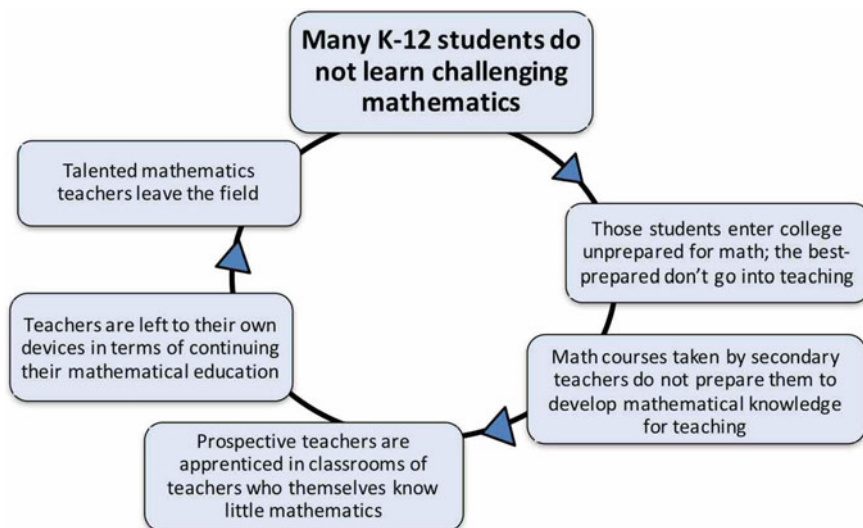 Many K-12 students do
not learn challenging
mathematics
Those students enter college
unprepared for math; the best-
prepared don’t go into teaching
Math courses taken by secondary
teachers do not prepare them to
develop mathematical knowledge
for teaching
Prospective teachers are
apprenticed in classrooms of
teachers who themselves know
little mathematics
Teachers are left to their own
devices in terms of continuing
their mathematical education
Talented mathematics
teachers leave the field